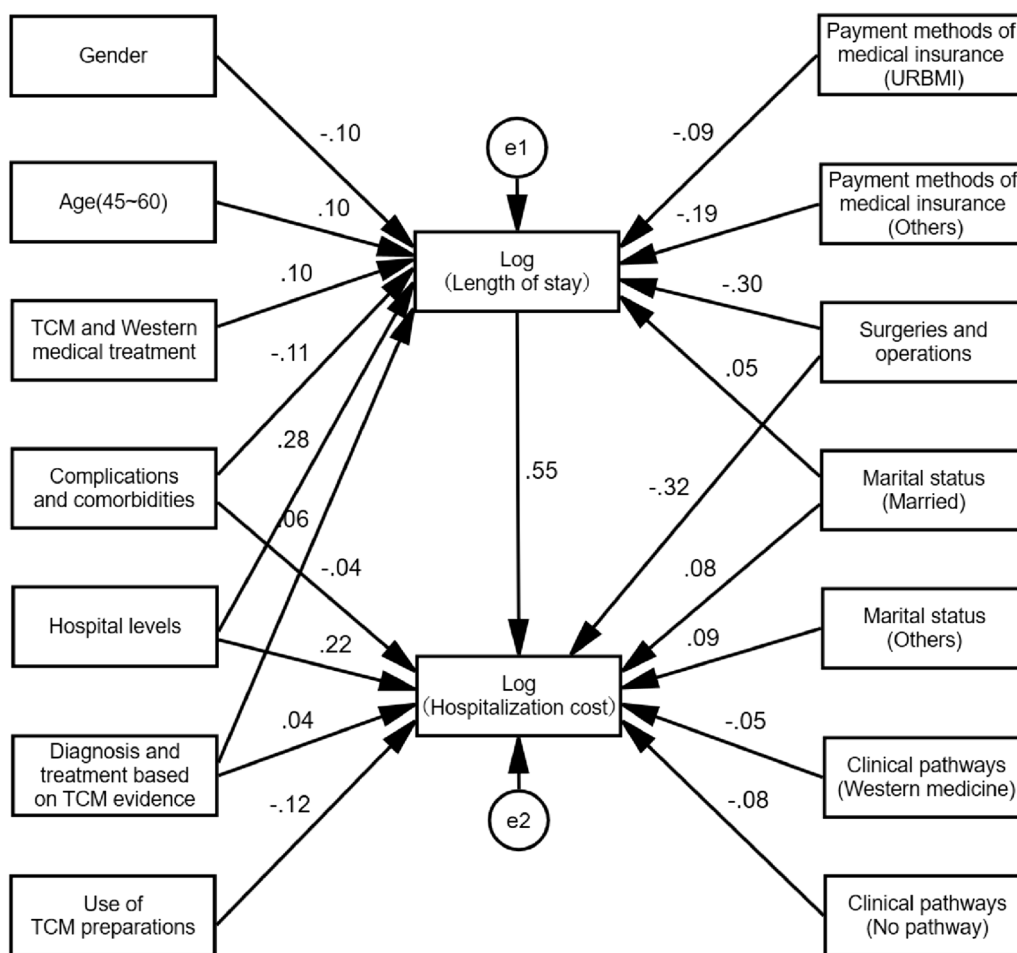 Gender
Payment methods of
medical insurance
(URBMI)
-.10
-.09
e1
Age(45~60)
Payment methods of
medical insurance
(Others)
.10
-.19
Log
(Length of stay)
.10
-.30
TCM and Western
medical treatment
Surgeries and
operations
-.11
.05
.28
.55
Complications
and comorbidities
-.32
Marital status
(Married)
.06
-.04
.08
Hospital levels
.22
.09
Marital status
(Others)
Log
(Hospitalization cost)
.04
-.05
Diagnosis and
treatment based
on TCM evidence
Clinical pathways
(Western medicine)
-.12
-.08
e2
Use of
TCM preparations
Clinical pathways
(No pathway)